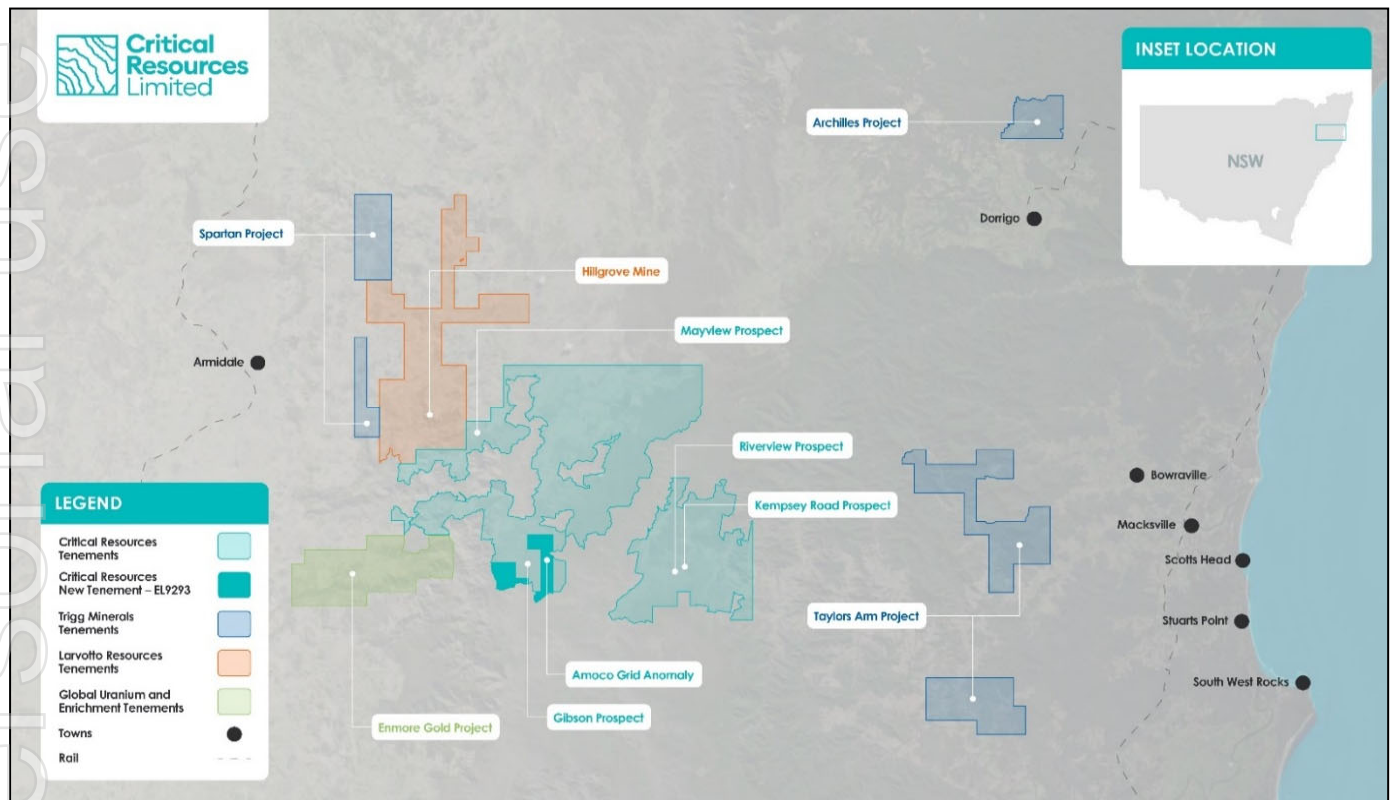 Critical
Resources
Limited
INSET LOCATION
NSW
Archilles Project
Dorrigo
Spartan Project
Hillgrove Mine
Mayview Prospect
Armidale
Riverview Prospect
Bowraville
Kempsey Road Prospect
Macksville
Scotts Head
Taylors Arm Project
Stuarts Point
Amoco Grid Anomaly
South West Rocks
Gibson Prospect
Enmore Gold Project
LEGEND
Critical Resources
Tenements
Critical Resources
New Tenement – EL9293
Trigg Minerals
Tenements
Larvotto Resources
Tenements
Global Uranium and
Enrichment Tenements
Towns
Rail